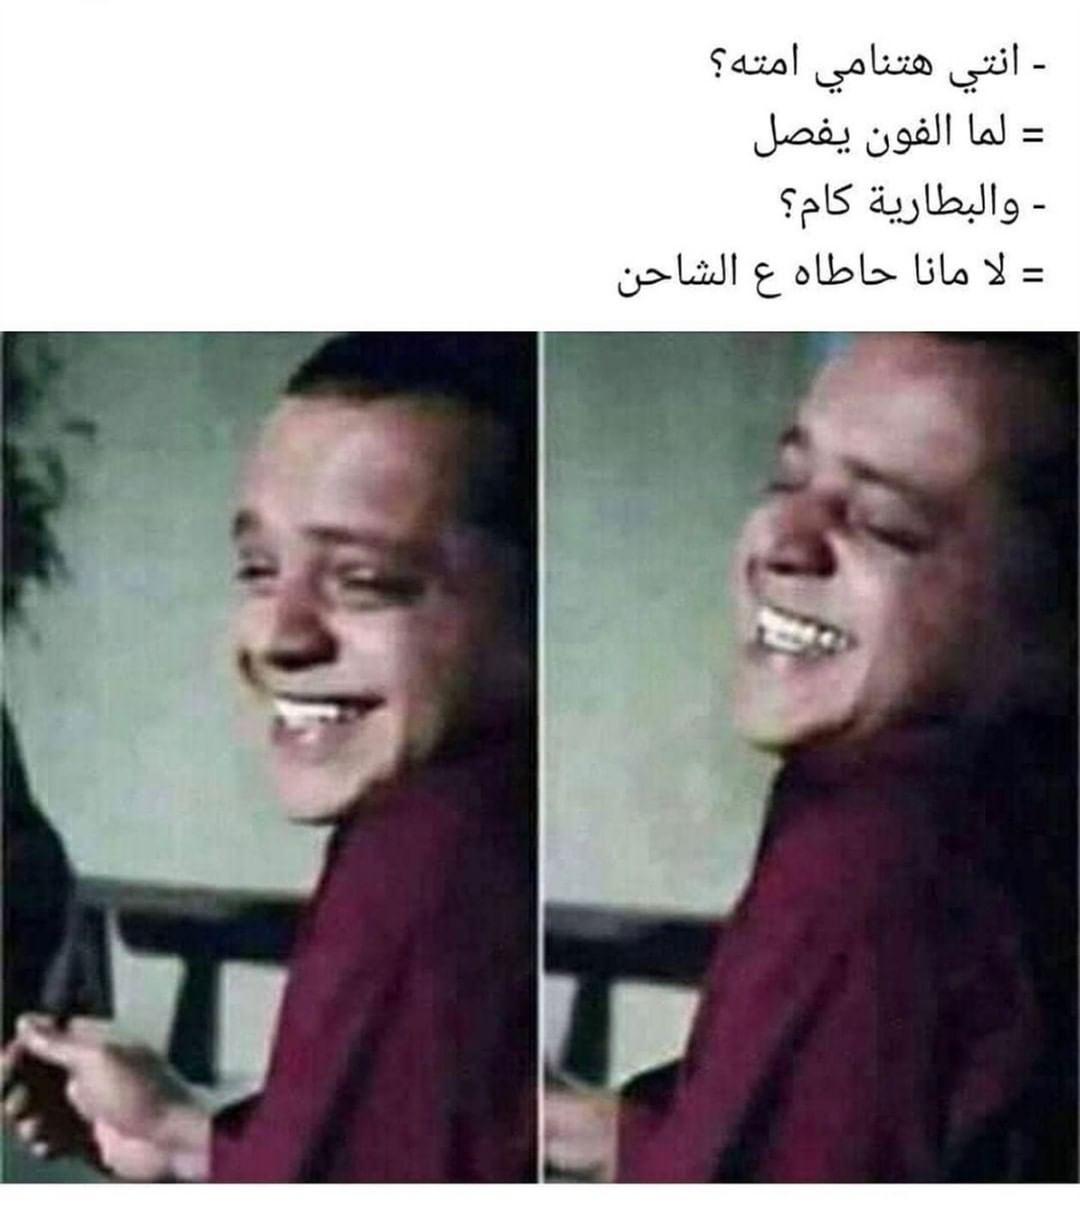 - انتي هتنامي امته؟
= لما الفون يفصل
- والبطارية كام؟
= لا مانا حاطاه ع الشاحن